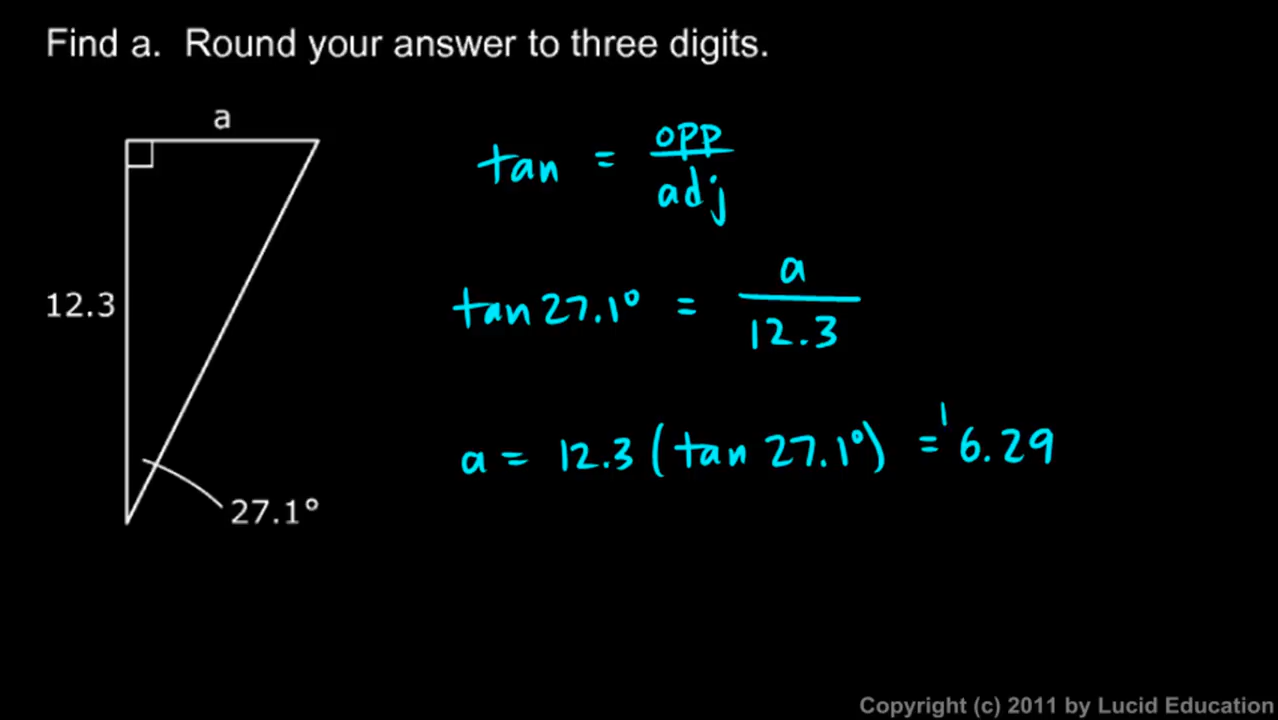 Find a. Round your answer to three digits.
a
tan = opp/adj
12.3
tan 27.1° = a/12.3
a = 12.3 (tan 27.1°) = 6.29
27.1°
Copyright (c) 2011 by Lucid Education